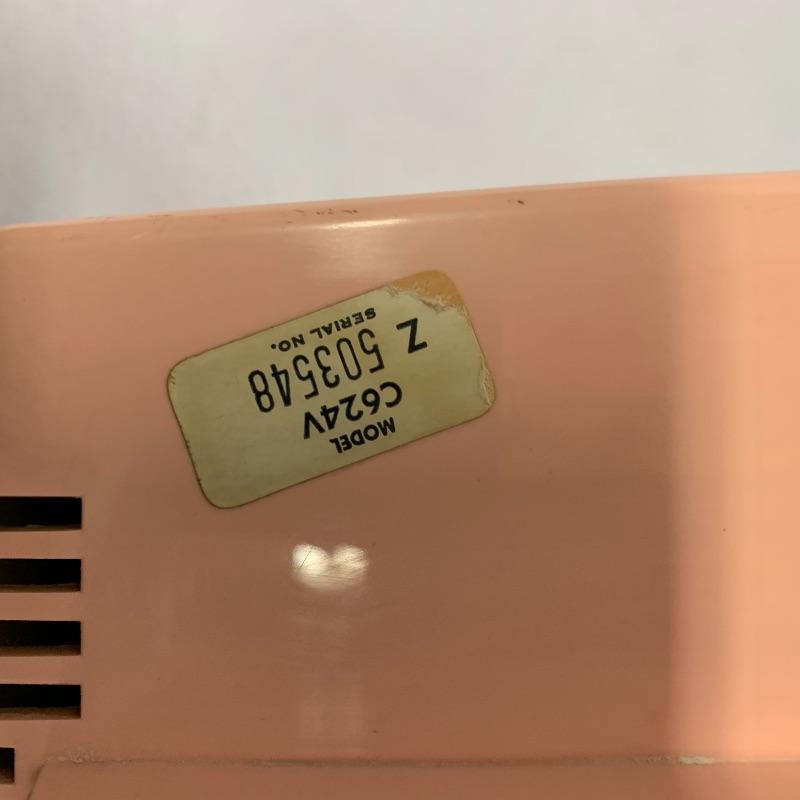 MODEL
C624V
Z 503548
SERIAL NO.